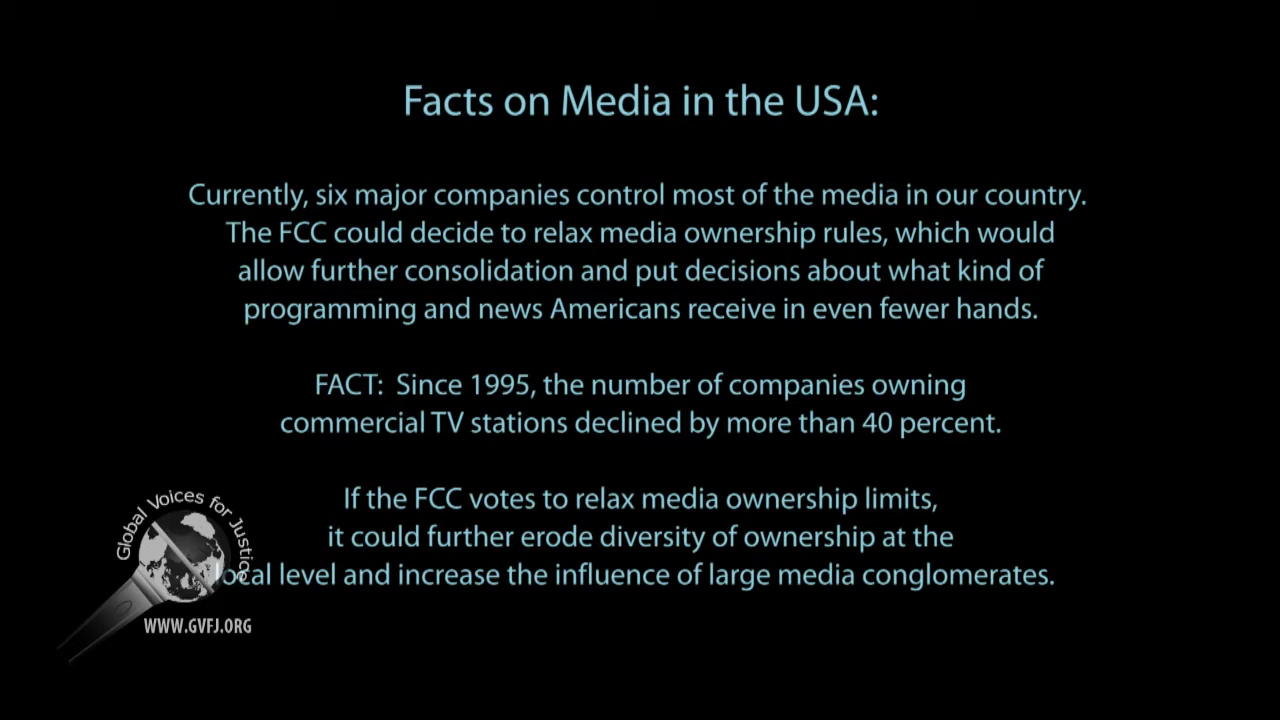 Facts on Media in the USA:
Currently, six major companies control most of the media in our country.
The FCC could decide to relax media ownership rules, which would
allow further consolidation and put decisions about what kind of
programming and news Americans receive in even fewer hands.
FACT: Since 1995, the number of companies owning
commercial TV stations declined by more than 40 percent.
If the FCC votes to relax media ownership limits,
it could further erode diversity of ownership at the
local level and increase the influence of large media conglomerates.
Global Voices for Justice
WWW.GVFJ.ORG